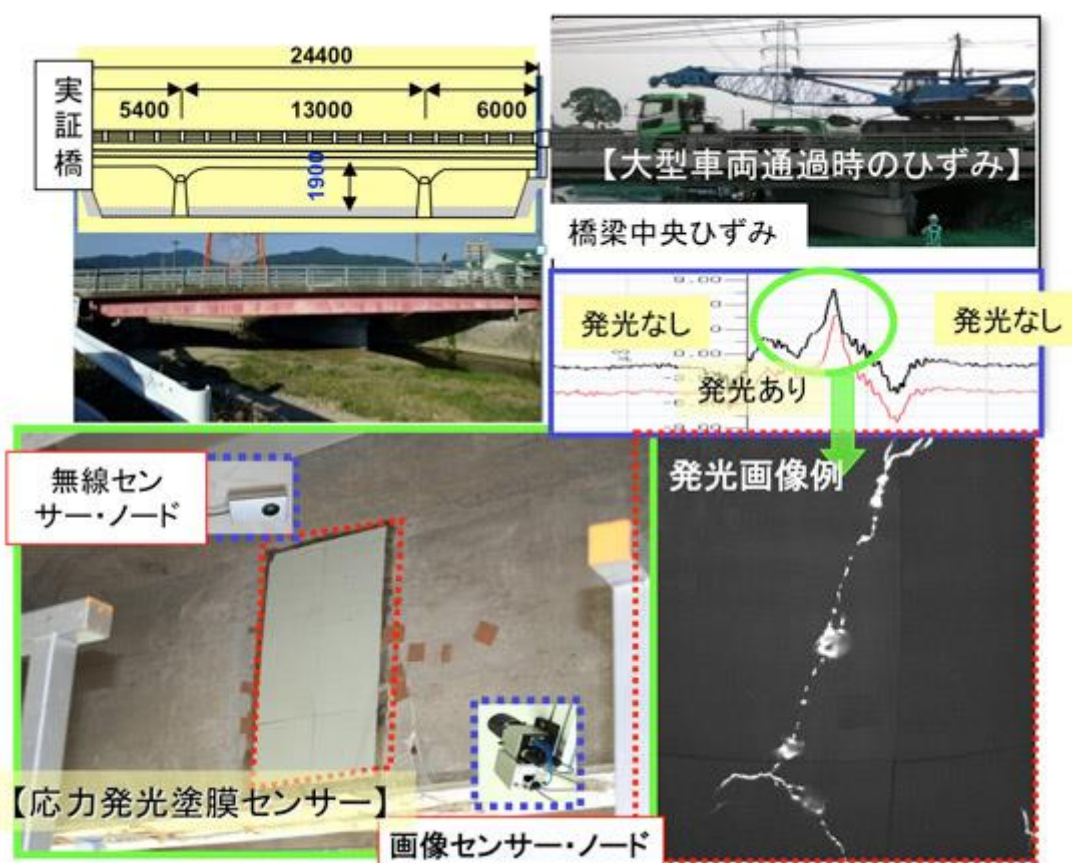 実証橋
24400
5400
13000
6000
1900
【大型車両通過時のひずみ】
橋梁中央ひずみ
発光なし
発光なし
発光あり
無線セン
サー・ノード
発光画像例
【応力発光塗膜センサー】
画像センサー・ノード